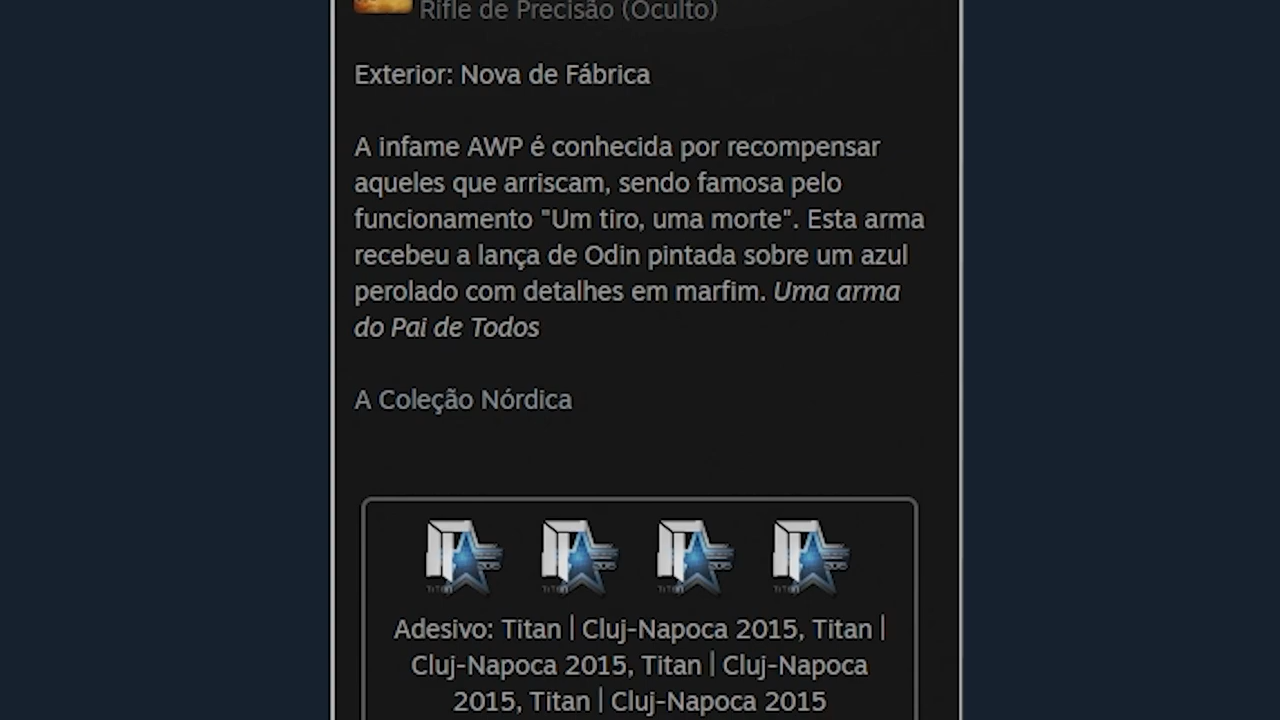 Rifle de Precisão (Oculto)
Exterior: Nova de Fábrica
A infame AWP é conhecida por recompensar
aqueles que arriscam, sendo famosa pelo
funcionamento "Um tiro, uma morte". Esta arma
recebeu a lança de Odin pintada sobre um azul
perolado com detalhes em marfim. Uma arma
do Pai de Todos
A Coleção Nórdica
Adesivo: Titan | Cluj-Napoca 2015, Titan |
Cluj-Napoca 2015, Titan | Cluj-Napoca
2015, Titan | Cluj-Napoca 2015